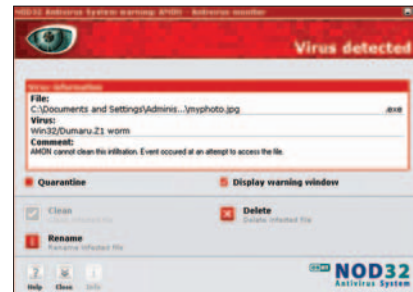 NOD32 Antivirus System warning: AMON - Antivirus monitor
Virus detected
Virus information
File:
C:\Documents and Settings\Adminis...\myphoto.jpg .exe
Virus:
Win32/Dumaru.Z1 worm
Comment:
AMON cannot clean this infiltration. Event occured at an attempt to access the file.
Quarantine
Display warning window
Clean
Delete
Delete infected file
Rename
Rename infected file
Help Close Info
eset NOD32
Antivirus System